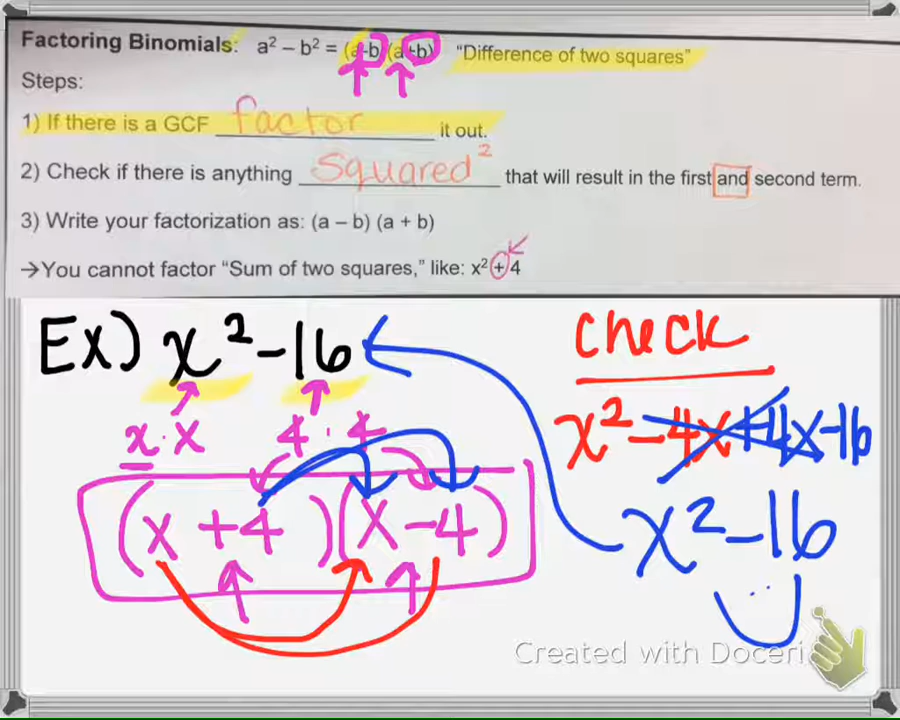 Factoring Binomials: a² – b² = (a-b)(a+b) "Difference of two squares"
Steps:
1) If there is a GCF factor it out.
2) Check if there is anything squared² that will result in the first and second term.
3) Write your factorization as: (a – b) (a + b)
→You cannot factor "Sum of two squares," like: x² + 4
Ex) x² - 16
check
x² - 4x + 4x - 16
x · x 4 · 4
(x + 4)(x - 4)
x² - 16
Created with Doceri